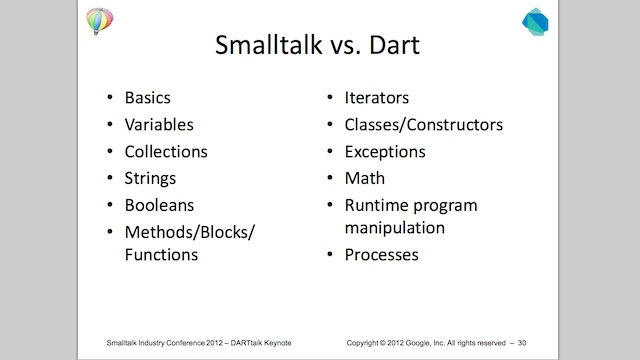 Smalltalk vs. Dart
• Basics
• Variables
• Collections
• Strings
• Booleans
• Methods/Blocks/
Functions
• Iterators
• Classes/Constructors
• Exceptions
• Math
• Runtime program
manipulation
• Processes
Smalltalk Industry Conference 2012 – DARTtalk Keynote
Copyright © 2012 Google, Inc. All rights reserved – 30